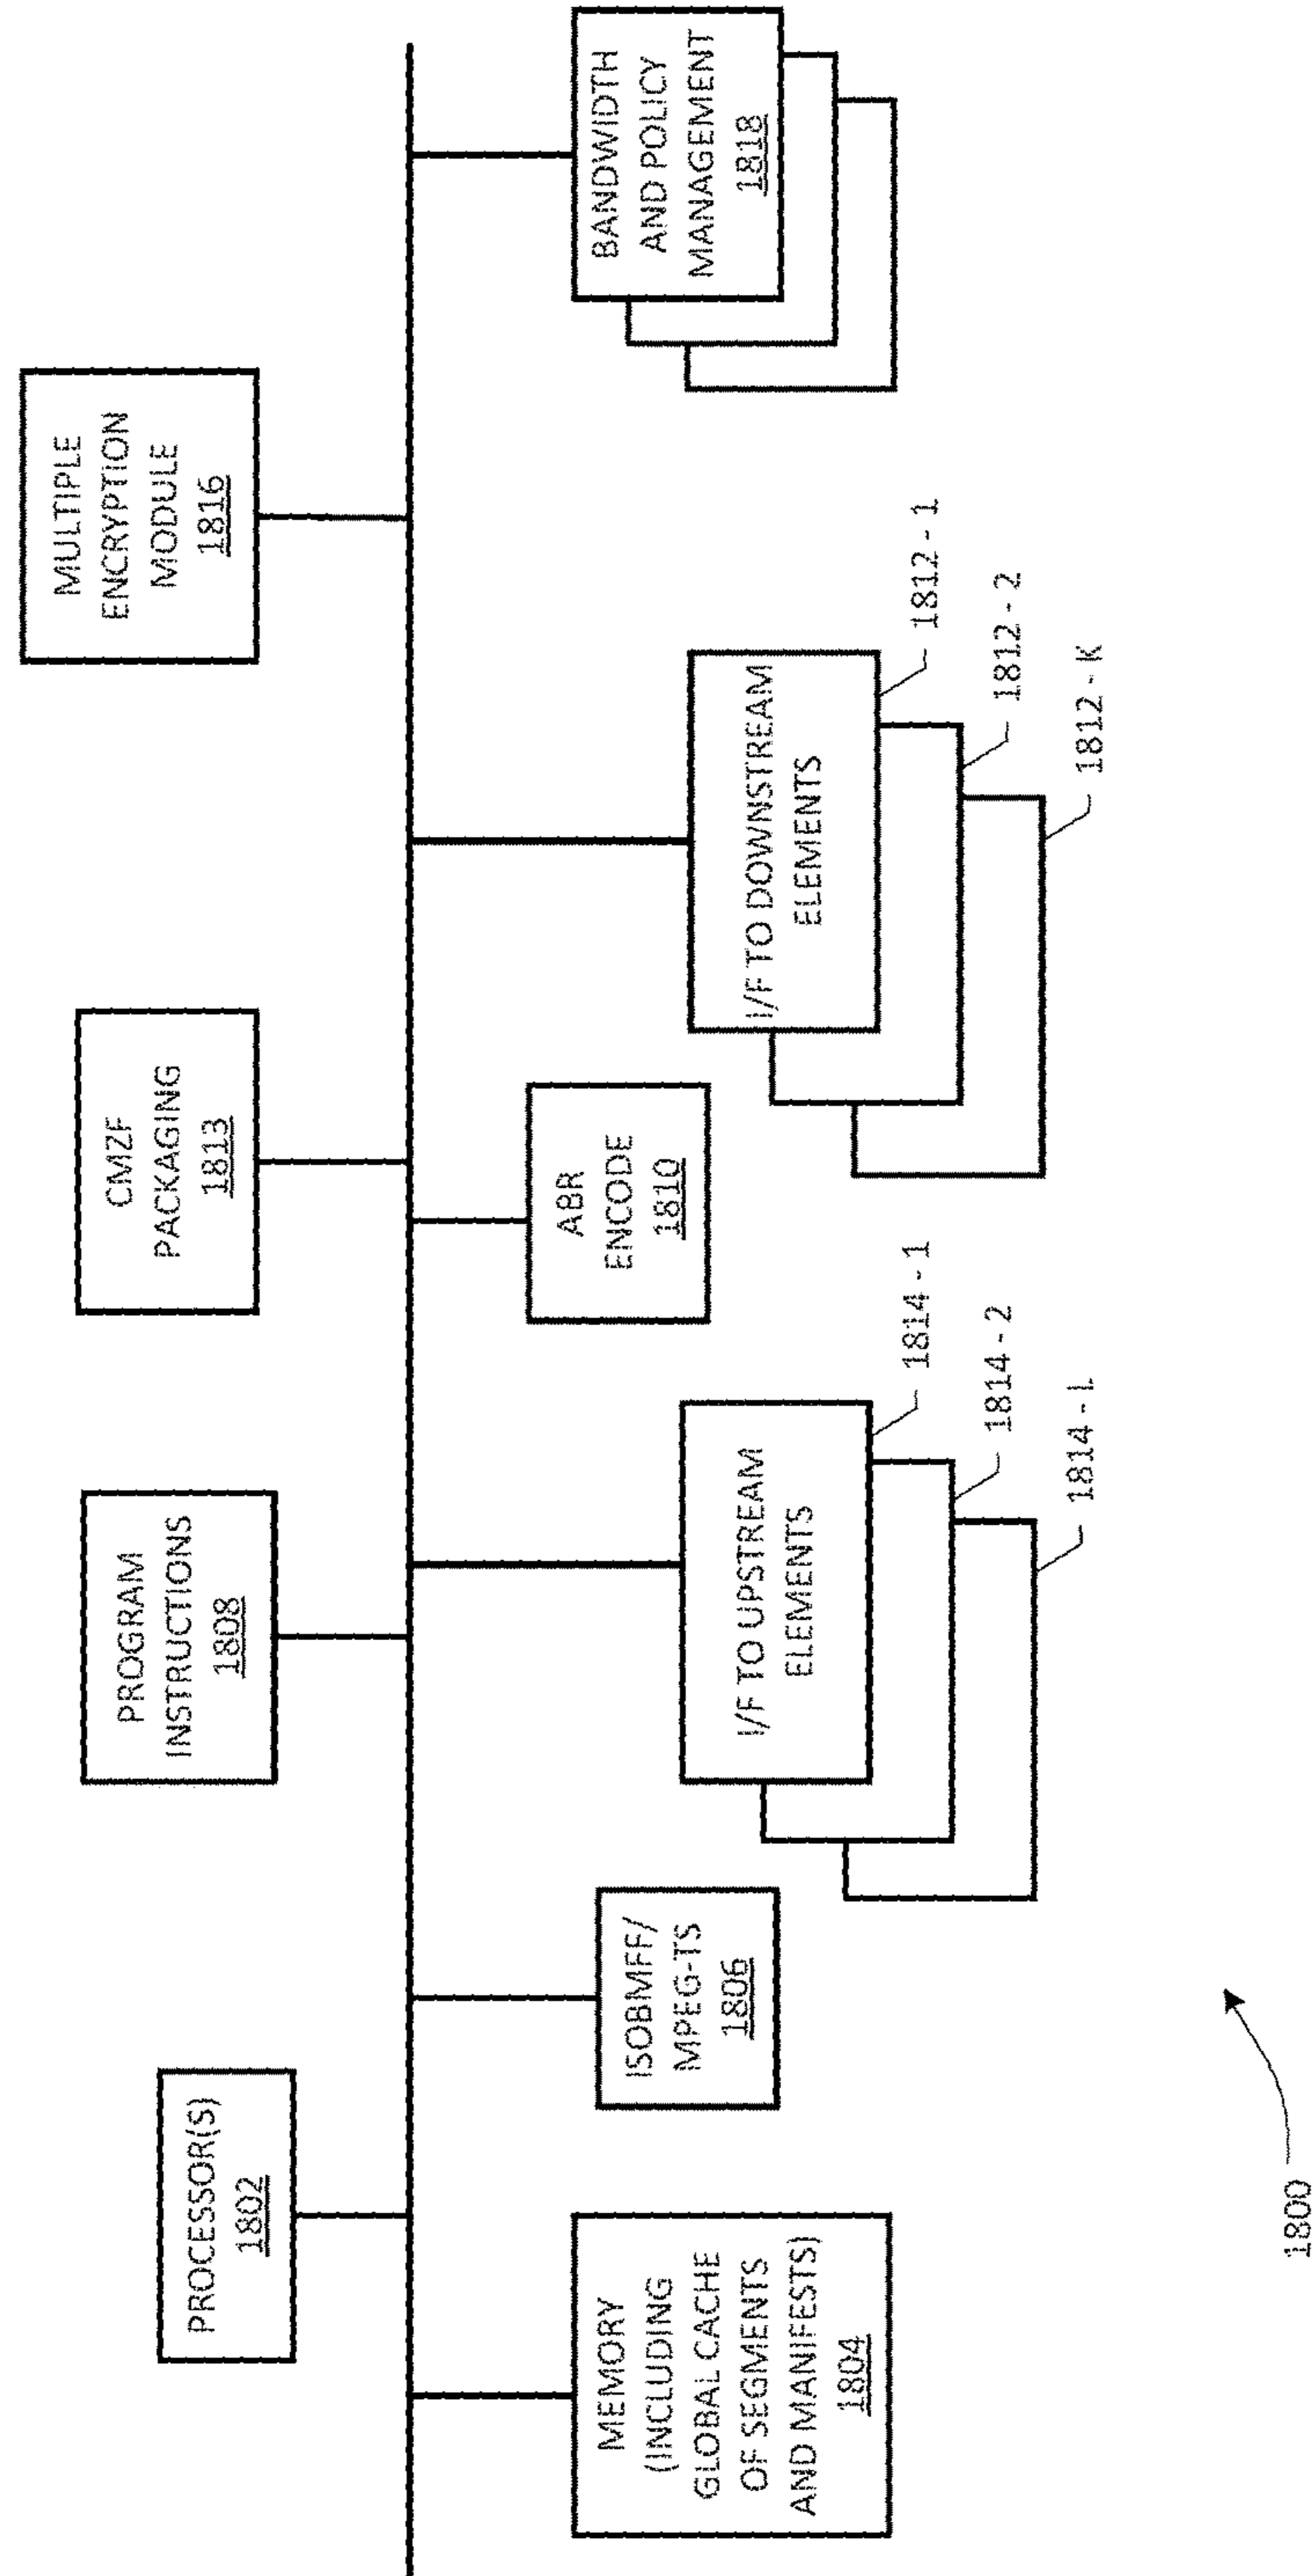 PROCESSOR(S)
1802
PROGRAM
INSTRUCTIONS
1808
CMZF
PACKAGING
1813
MULTIPLE
ENCRYPTION
MODULE
1816
MEMORY
(INCLUDING
GLOBAL CACHE
OF SEGMENTS
AND MANIFESTS)
1804
ISOBMFF/
MPEG-TS
1806
I/F TO UPSTREAM
ELEMENTS
1814 - 1
1814 - 2
1814 - L
ABR
ENCODE
1810
I/F TO DOWNSTREAM
ELEMENTS
1812 - 1
1812 - 2
1812 - K
BANDWIDTH
AND POLICY
MANAGEMENT
1818
1800